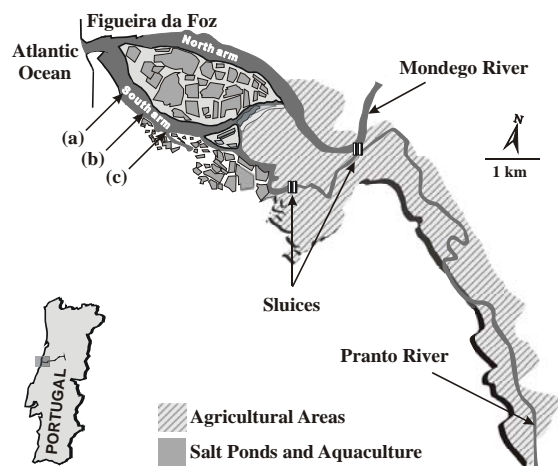 Figueira da Foz
Atlantic
Ocean
North arm
South arm
Mondego River
(a)
(b)
(c)
N
1 km
Sluices
Pranto River
PORTUGAL
Agricultural Areas
Salt Ponds and Aquaculture